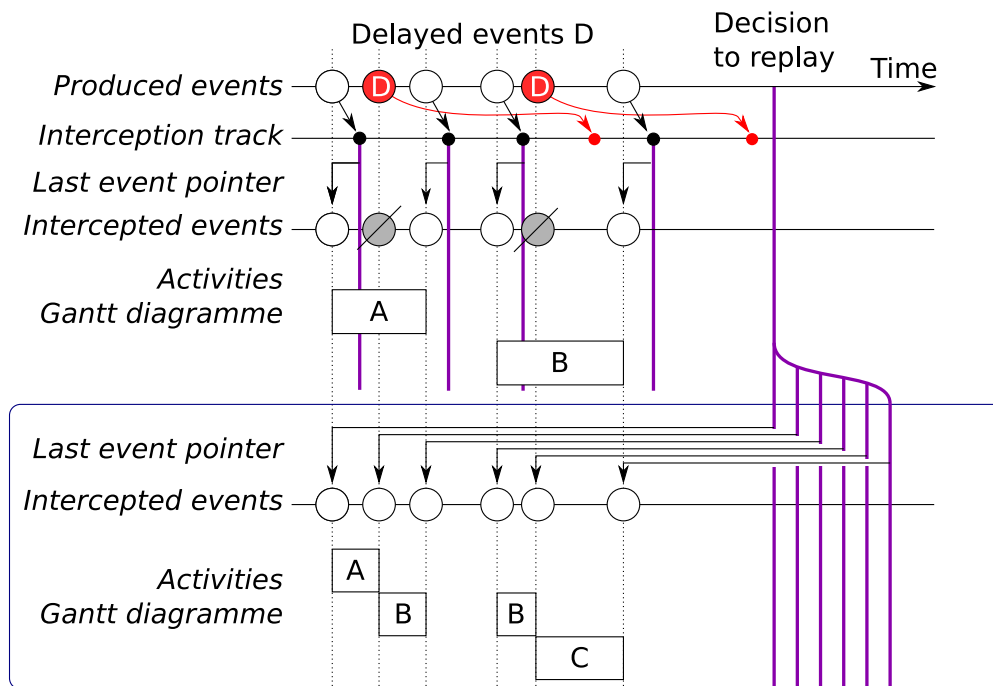 Delayed events D
Decision
to replay
Time
Produced events
D
D
Interception track
Last event pointer
Intercepted events
Activities
Gantt diagramme
A
B
Last event pointer
Intercepted events
Activities
Gantt diagramme
A
B
B
C